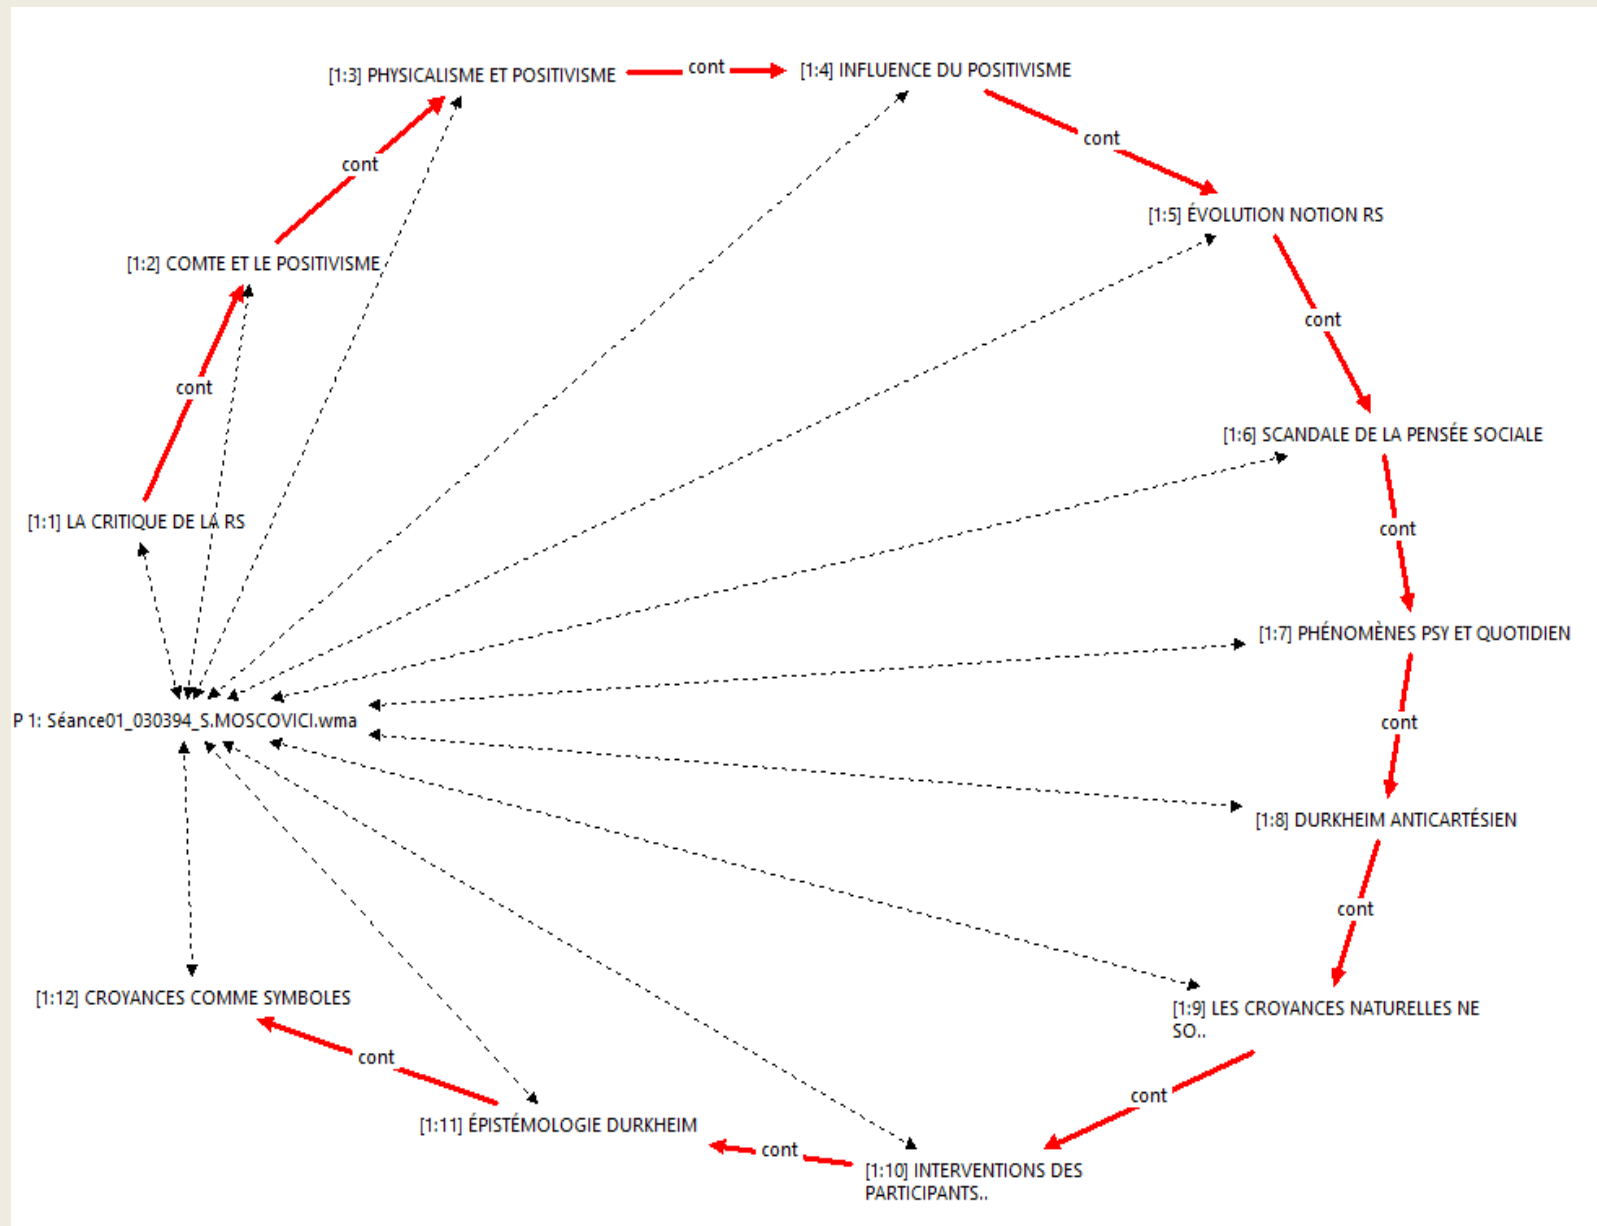 [1:3] PHYSICALISME ET POSITIVISME
cont
[1:4] INFLUENCE DU POSITIVISME
cont
cont
[1:5] ÉVOLUTION NOTION RS
[1:2] COMTE ET LE POSITIVISME
cont
cont
[1:6] SCANDALE DE LA PENSÉE SOCIALE
[1:1] LA CRITIQUE DE LA RS
cont
[1:7] PHÉNOMÈNES PSY ET QUOTIDIEN
P 1: Séance01_030394_S.MOSCOVICI.wma
cont
[1:8] DURKHEIM ANTICARTÉSIEN
cont
[1:12] CROYANCES COMME SYMBOLES
[1:9] LES CROYANCES NATURELLES NE
SO..
cont
cont
[1:11] ÉPISTÉMOLOGIE DURKHEIM
cont
[1:10] INTERVENTIONS DES
PARTICIPANTS..